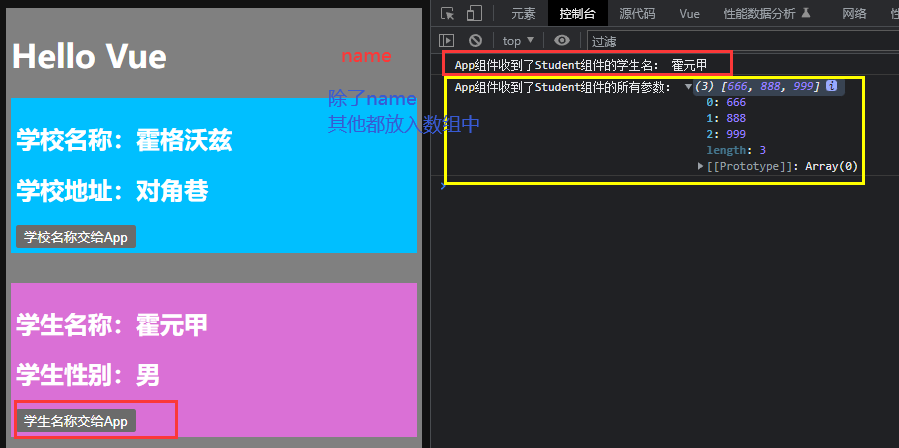 Hello Vue
name
除了name
其他都放入数组中
学校名称：霍格沃兹
学校地址：对角巷
学校名称交给App
学生名称：霍元甲
学生性别：男
学生名称交给App
元素 控制台 源代码 Vue 性能数据分析 网络
top 过滤
App组件收到了Student组件的学生名： 霍元甲
App组件收到了Student组件的所有参数： (3) [666, 888, 999] i
0: 666
1: 888
2: 999
length: 3
[[Prototype]]: Array(0)